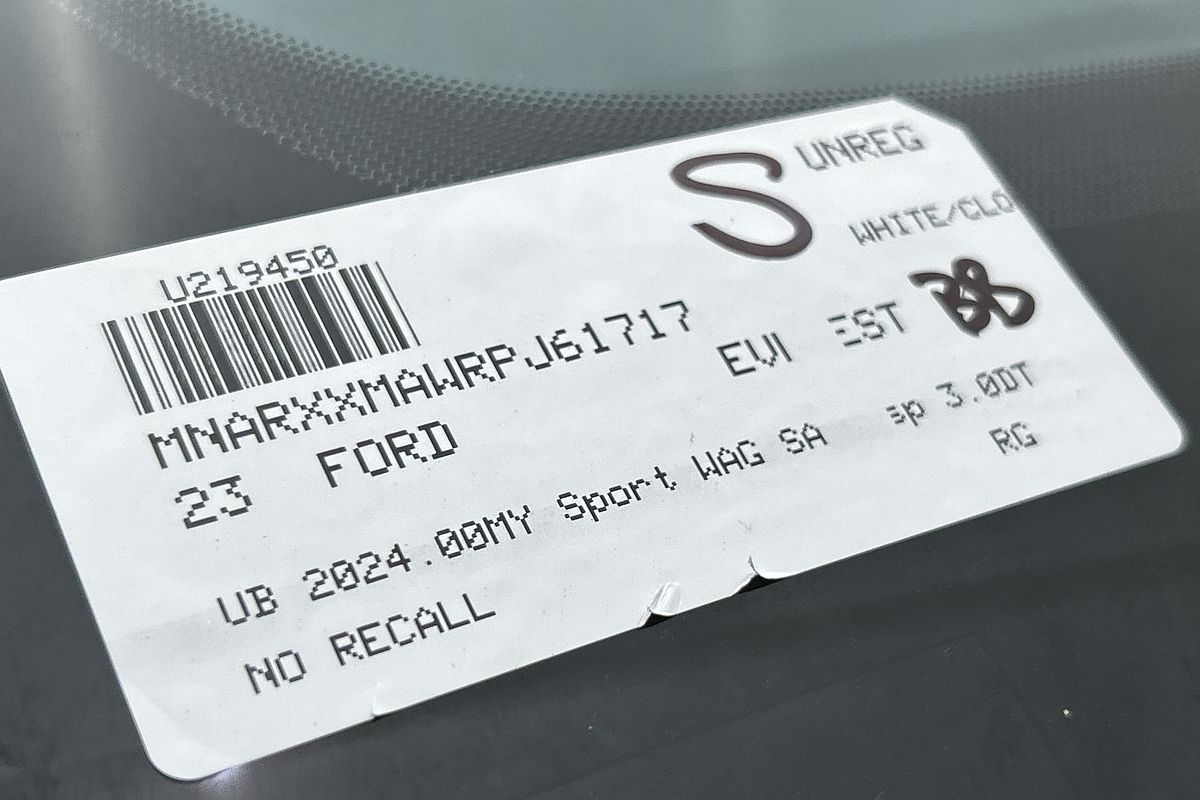 S UNREG
U219450 WHITE/CLO
MNARXXMAWRPJ61717 EVI EST
23 FORD
UB 2024.00MY Sport WAG SA sp 3.0DT
NO RECALL RG